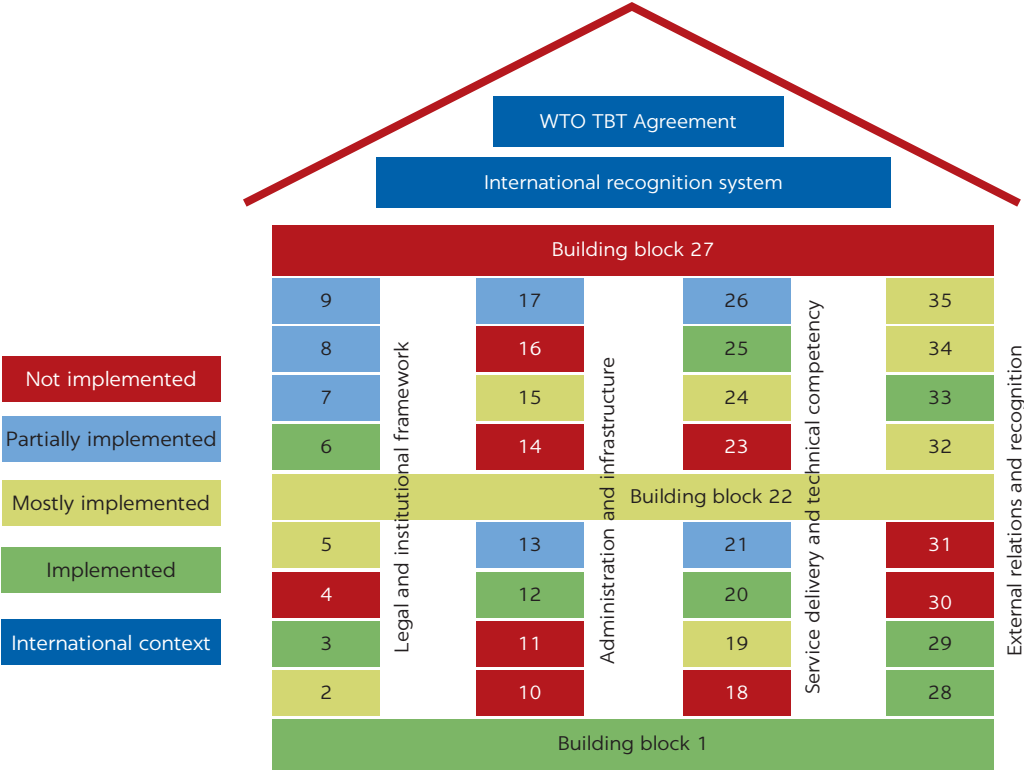 WTO TBT Agreement
International recognition system
Building block 27
9 17 26 35
8 16 25 34
7 15 24 33
6 14 23 32
Building block 22
5 13 21 31
4 12 20 30
3 11 19 29
2 10 18 28
Building block 1
Legal and institutional framework
Administration and infrastructure
Service delivery and technical competency
External relations and recognition
Not implemented
Partially implemented
Mostly implemented
Implemented
International context